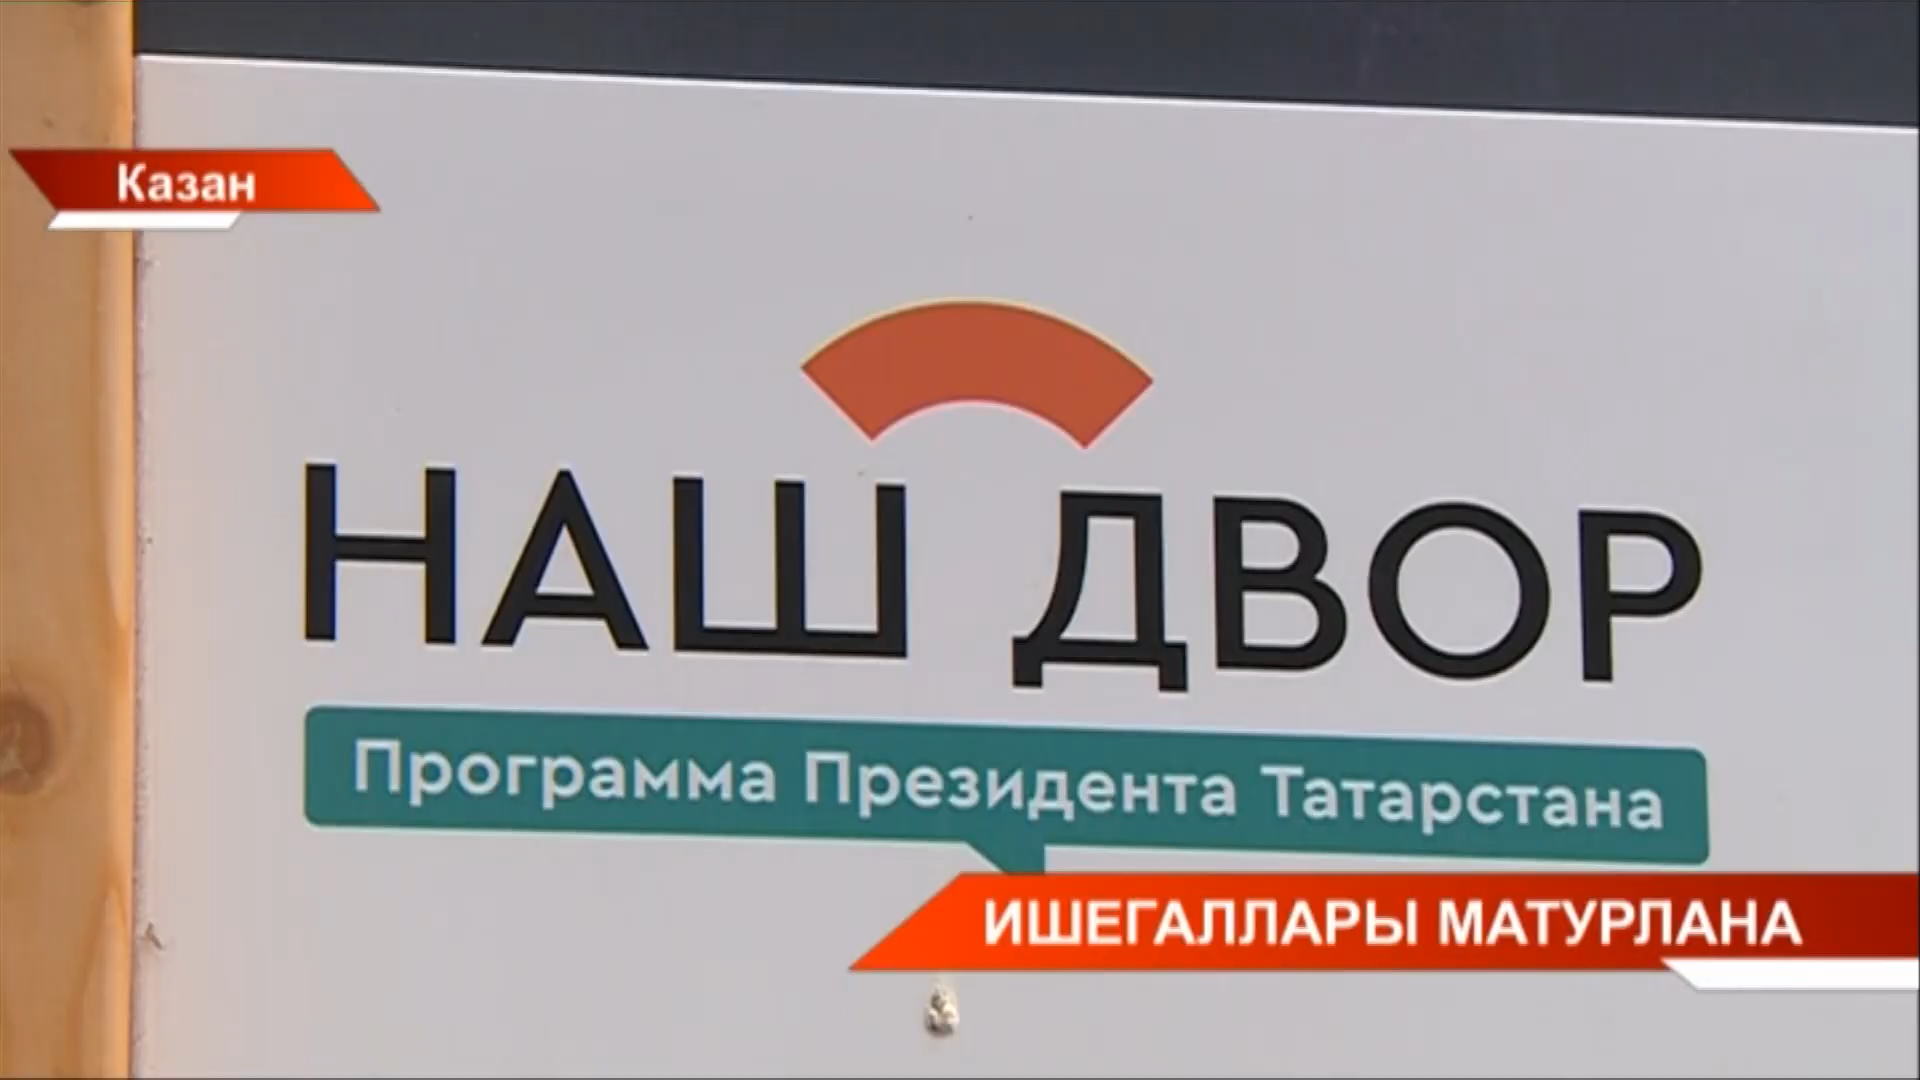 Казан
НАШ ДВОР
Программа Президента Татарстана
ИШЕГАЛЛАРЫ МАТУРЛАНА